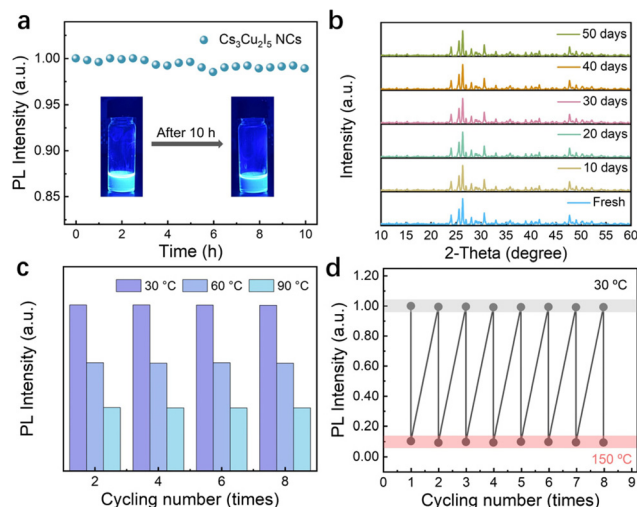 a
PL Intensity (a.u.)
1.00
0.95
0.90
0.85
Cs₃Cu₂I₅ NCs
After 10 h
0 2 4 6 8 10
Time (h)
b
Intensity (a.u.)
50 days
40 days
30 days
20 days
10 days
Fresh
10 15 20 25 30 35 40 45 50 55 60
2-Theta (degree)
c
PL Intensity (a.u.)
30 °C 60 °C 90 °C
2 4 6 8
Cycling number (times)
d
PL Intensity (a.u.)
1.20
1.00
0.80
0.60
0.40
0.20
0.00
30 ºC
150 ºC
0 1 2 3 4 5 6 7 8 9
Cycling number (times)